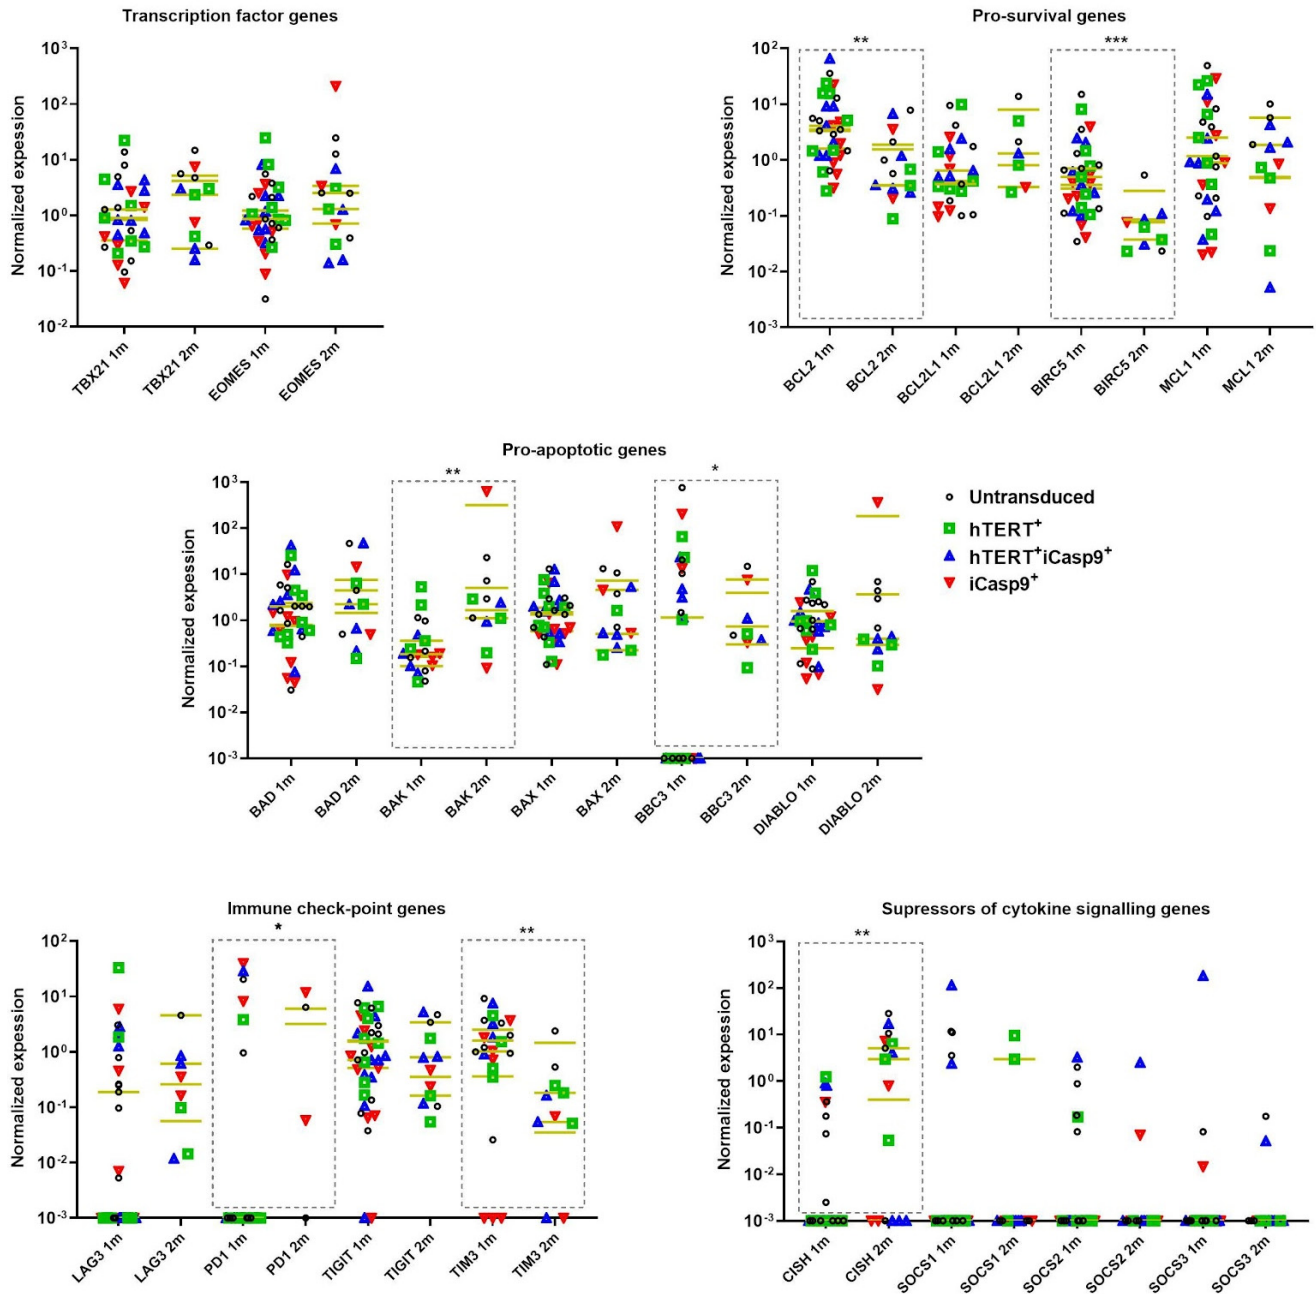 Transcription factor genes
Normalized expession
10³
10²
10¹
10⁰
10⁻¹
10⁻²
TBX21 1m
TBX21 2m
EOMES 1m
EOMES 2m
Pro-survival genes
Normalized expession
** ***
10²
10¹
10⁰
10⁻¹
10⁻²
10⁻³
BCL2 1m
BCL2 2m
BCL2L1 1m
BCL2L1 2m
BIRC5 1m
BIRC5 2m
MCL1 1m
MCL1 2m
Pro-apoptotic genes
Normalized expession
** *
10³
10²
10¹
10⁰
10⁻¹
10⁻²
10⁻³
BAD 1m
BAD 2m
BAK 1m
BAK 2m
BAX 1m
BAX 2m
BBC3 1m
BBC3 2m
DIABLO 1m
DIABLO 2m
Untransduced
hTERT⁺
hTERT⁺iCasp9⁺
iCasp9⁺
Immune check-point genes
Normalized expession
* **
10²
10¹
10⁰
10⁻¹
10⁻²
10⁻³
LAG3 1m
LAG3 2m
PD1 1m
PD1 2m
TIGIT 1m
TIGIT 2m
TIM3 1m
TIM3 2m
Supressors of cytokine signalling genes
Normalized expession
**
10³
10²
10¹
10⁰
10⁻¹
10⁻²
10⁻³
CISH 1m
CISH 2m
SOCS1 1m
SOCS1 2m
SOCS2 1m
SOCS2 2m
SOCS3 1m
SOCS3 2m